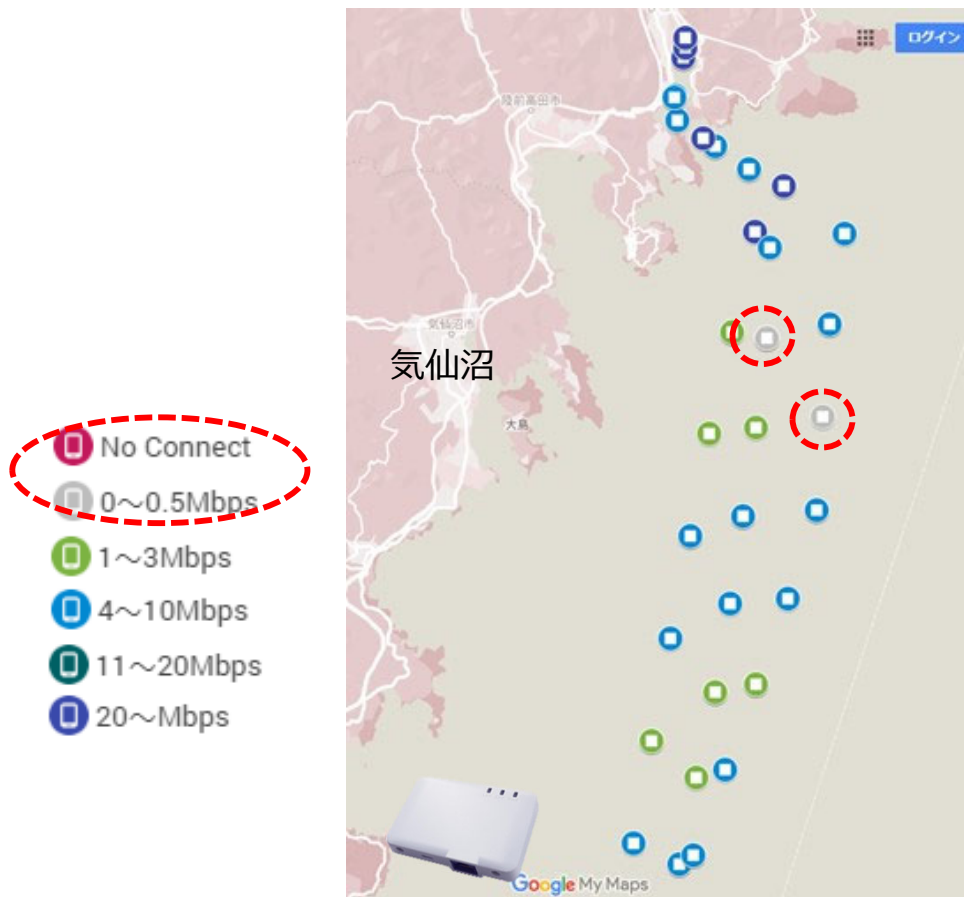 ログイン
陸前高田市
気仙沼市
気仙沼
大島
No Connect
0~0.5Mbps
1~3Mbps
4~10Mbps
11~20Mbps
20~Mbps
Google My Maps